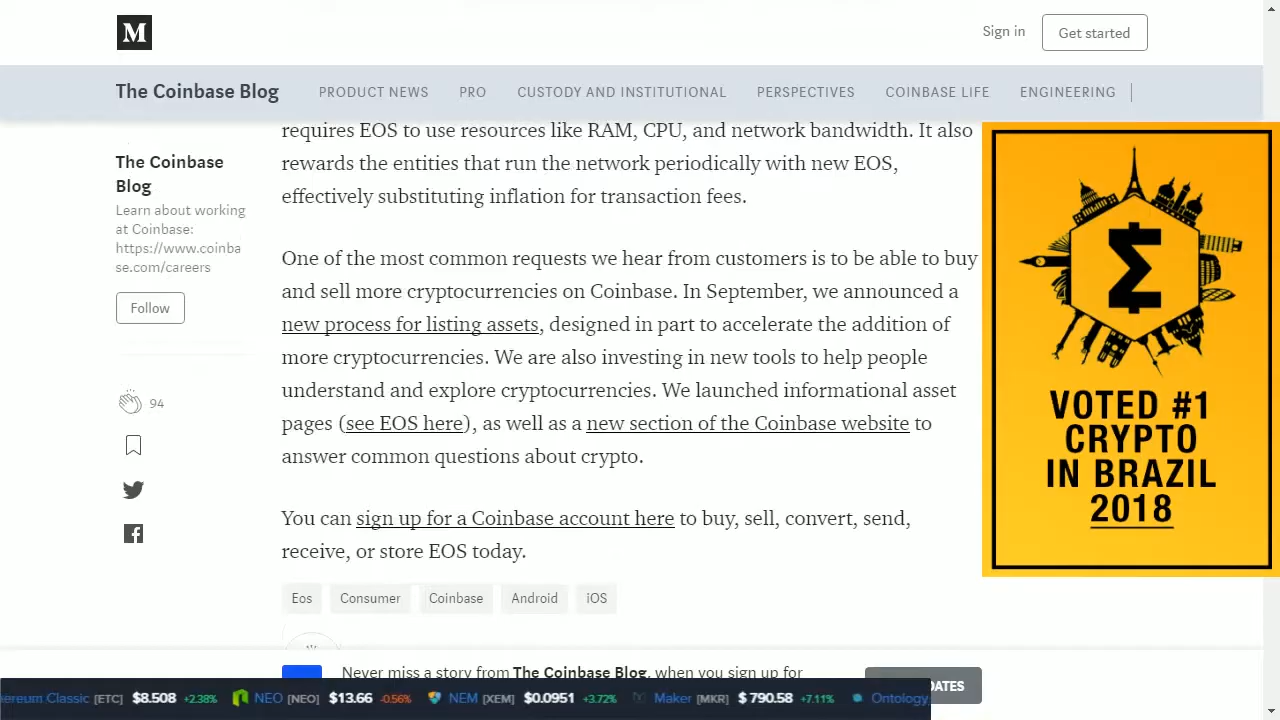 M
Sign in
Get started
The Coinbase Blog
PRODUCT NEWS
PRO
CUSTODY AND INSTITUTIONAL
PERSPECTIVES
COINBASE LIFE
ENGINEERING
The Coinbase
Blog
Learn about working
at Coinbase:
https://www.coinba
se.com/careers
Follow
94
requires EOS to use resources like RAM, CPU, and network bandwidth. It also
rewards the entities that run the network periodically with new EOS,
effectively substituting inflation for transaction fees.
One of the most common requests we hear from customers is to be able to buy
and sell more cryptocurrencies on Coinbase. In September, we announced a
new process for listing assets, designed in part to accelerate the addition of
more cryptocurrencies. We are also investing in new tools to help people
understand and explore cryptocurrencies. We launched informational asset
pages (see EOS here), as well as a new section of the Coinbase website to
answer common questions about crypto.
You can sign up for a Coinbase account here to buy, sell, convert, send,
receive, or store EOS today.
Eos
Consumer
Coinbase
Android
iOS
VOTED #1
CRYPTO
IN BRAZIL
2018
Never miss a story from The Coinbase Blog, when you sign up for
DATES
Classic [ETC] $8.508 +2.38% NEO [NEO] $13.66 -0.56% NEM [XEM] $0.0951 +3.72% Maker [MKR] $ 790.58 +7.11% Ontology